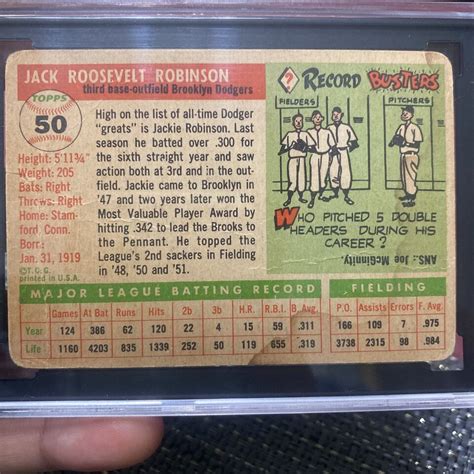 JACK ROOSEVELT ROBINSON
third base-outfield Brooklyn Dodgers
TOPPS
50
Height: 5'11¾"
Weight: 205
Bats: Right
Throws: Right
Home: Stam-
ford, Conn.
Born:
Jan. 31, 1919
© T. C. G.
printed in U.S.A.
High on the list of all-time Dodger
"greats" is Jackie Robinson. Last
season he batted over .300 for
the sixth straight year and saw
action both at 3rd and in the out-
field. Jackie came to Brooklyn in
'47 and two years later won the
Most Valuable Player Award by
hitting .342 to lead the Brooks to
the Pennant. He topped the
League's 2nd sackers in Fielding
in '48, '50 and '51.
? RECORD BUSTERS
FIELDERS
PITCHERS
WHO PITCHED 5 DOUBLE
HEADERS DURING HIS
CAREER?
ANS.: Joe McGinnity
MAJOR LEAGUE BATTING RECORD
FIELDING
Games At Bat Runs Hits 2b 3b H.R. R.B.I. B. Avg. P.O. Assists Errors F. Avg.
Year 124 386 62 120 22 4 15 59 .311 166 109 7 .975
Life 1160 4203 835 1339 252 50 119 646 .319 3738 2315 98 .984